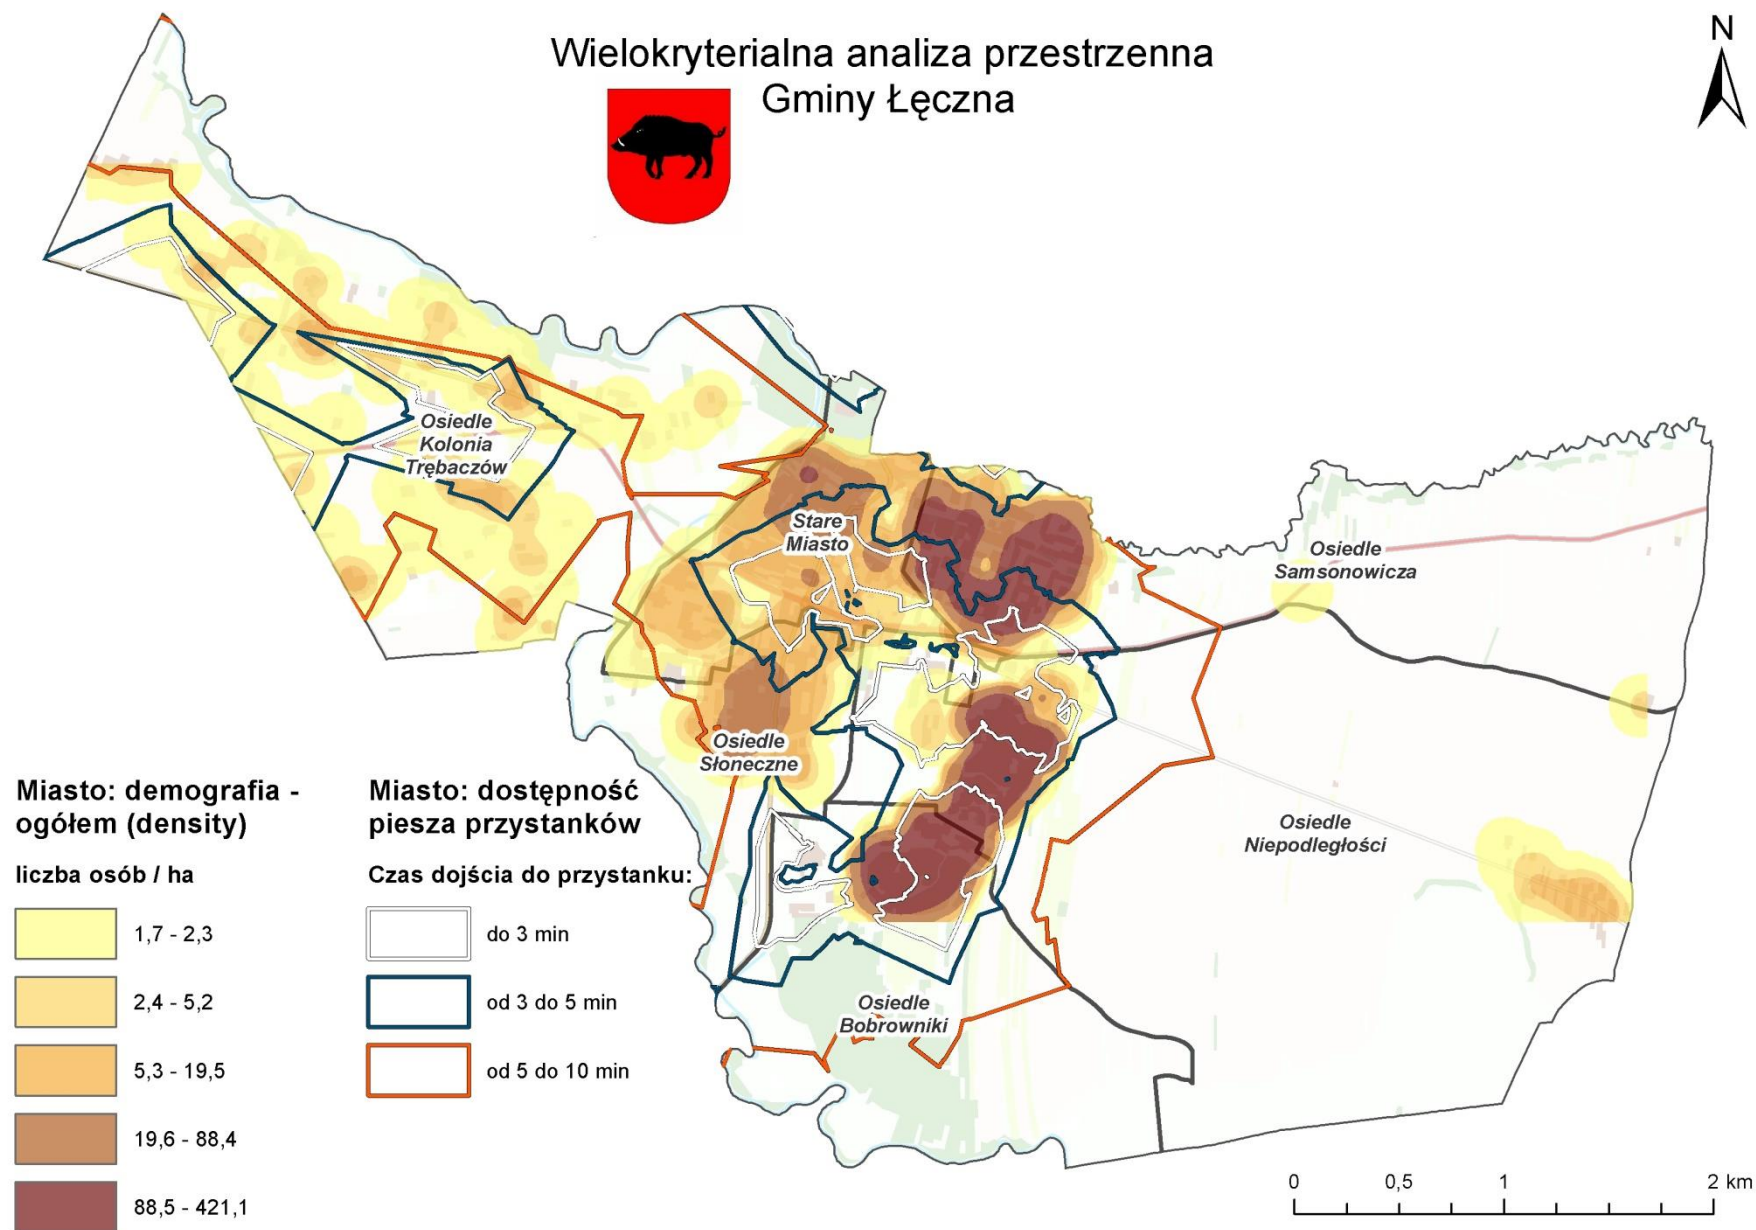 Wielokryterialna analiza przestrzenna
Gminy Łęczna
N
Osiedle
Kolonia
Trębaczów
Stare
Miasto
Osiedle
Samsonowicza
Osiedle
Słoneczne
Osiedle
Niepodległości
Osiedle
Bobrowniki
Miasto: demografia -
ogółem (density)
liczba osób / ha
1,7 - 2,3
2,4 - 5,2
5,3 - 19,5
19,6 - 88,4
88,5 - 421,1
Miasto: dostępność
piesza przystanków
Czas dojścia do przystanku:
do 3 min
od 3 do 5 min
od 5 do 10 min
0 0,5 1 2 km